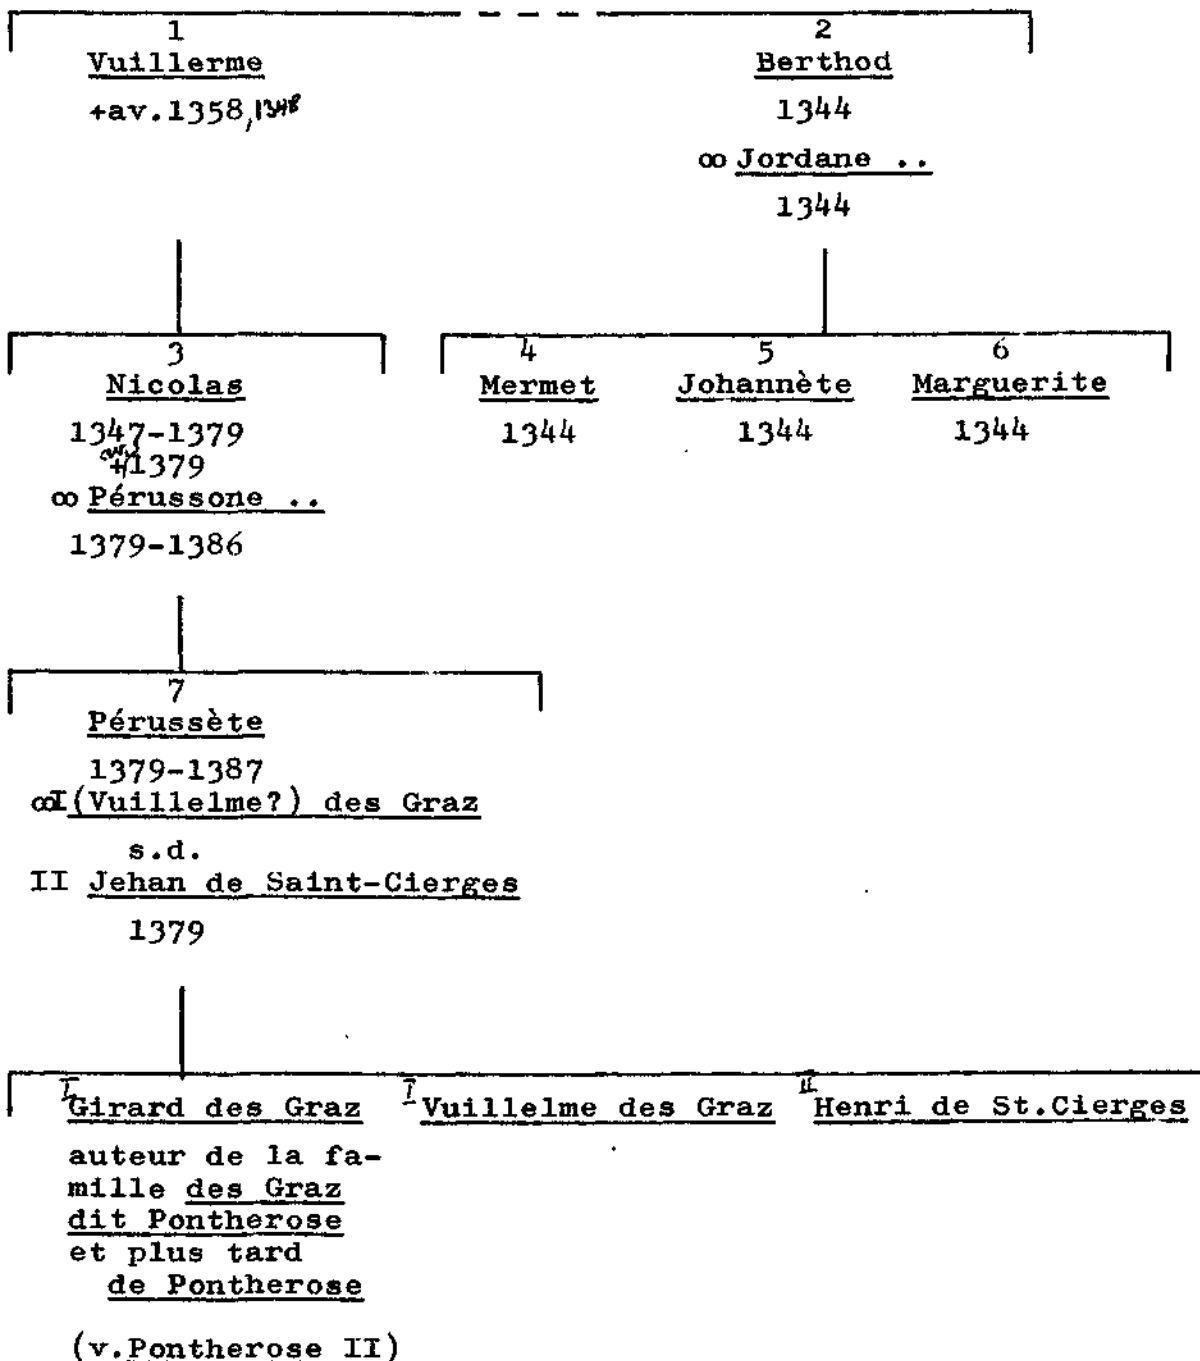 1 2
Vuillerme Berthod
+av.1358,1348 1344
∞ Jordane ..
1344
3 4 5 6
Nicolas Mermet Johannète Marguerite
1347-1379 1344 1344 1344
+1379
∞ Pérussone ..
1379-1386
7
Pérussète
1379-1387
∞I(Vuillelme?) des Graz
s.d.
II Jehan de Saint-Cierges
1379
I Girard des Graz I Vuillelme des Graz II Henri de St.Cierges
auteur de la fa-
mille des Graz
dit Pontherose
et plus tard
de Pontherose
(v.Pontherose II)